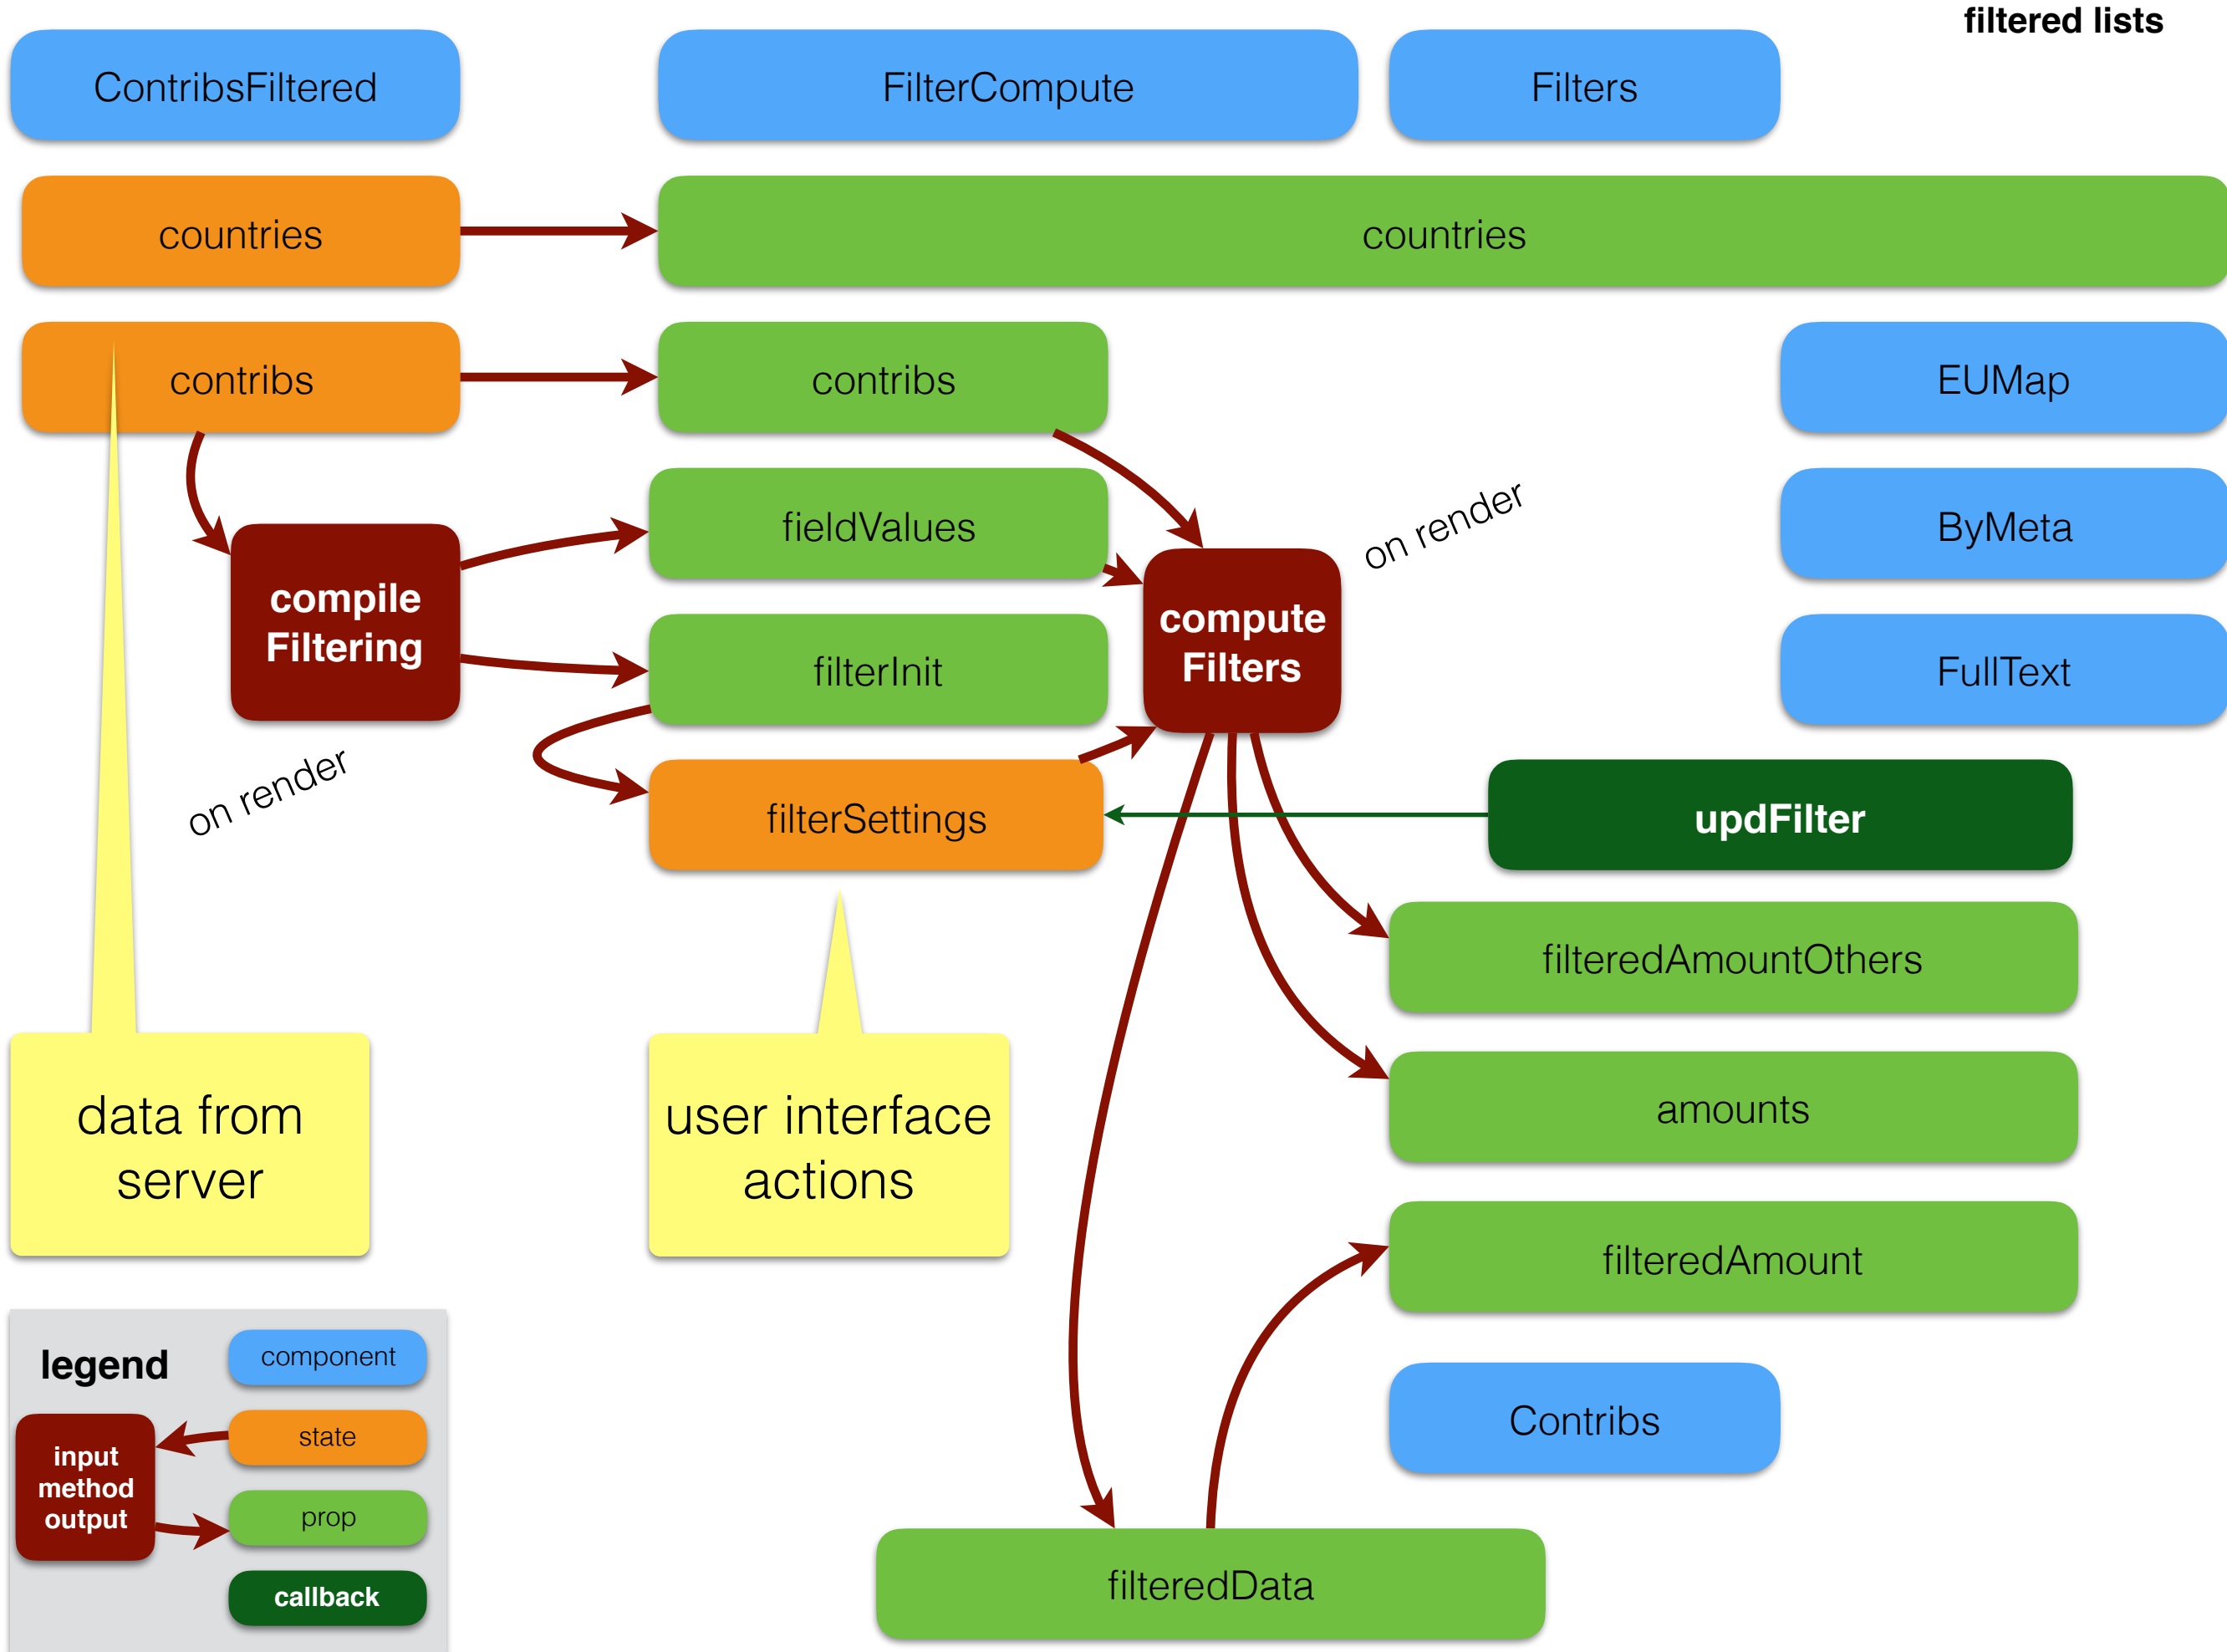 filtered lists
ContribsFiltered
FilterCompute
Filters
countries
countries
contribs
contribs
EUMap
fieldValues
on render
ByMeta
compile
Filtering
compute
Filters
filterInit
FullText
on render
filterSettings
updFilter
filteredAmountOthers
data from
server
user interface
actions
amounts
filteredAmount
legend
component
state
input
method
output
prop
callback
Contribs
filteredData